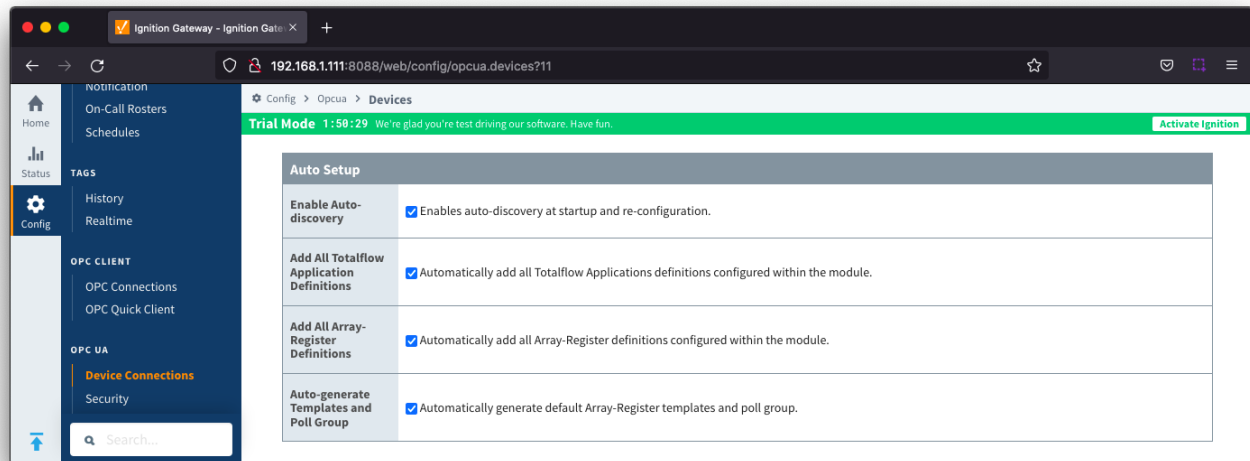 Ignition Gateway - Ignition Gate
192.168.1.111:8088/web/config/opcua.devices?11
Home
Status
Config
Notification
On-Call Rosters
Schedules
TAGS
History
Realtime
OPC CLIENT
OPC Connections
OPC Quick Client
OPC UA
Device Connections
Security
Search...
Config > Opcua > Devices
Trial Mode 1:50:29 We're glad you're test driving our software. Have fun.
Activate Ignition
Auto Setup
Enable Auto-
discovery
Enables auto-discovery at startup and re-configuration.
Add All Totalflow
Application
Definitions
Automatically add all Totalflow Applications definitions configured within the module.
Add All Array-
Register
Definitions
Automatically add all Array-Register definitions configured within the module.
Auto-generate
Templates and
Poll Group
Automatically generate default Array-Register templates and poll group.